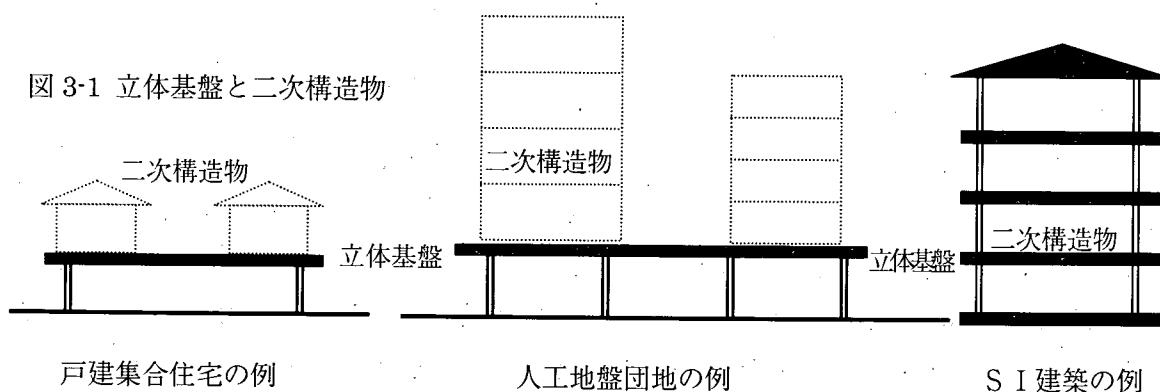 図 3-1 立体基盤と二次構造物
二次構造物
立体基盤
戸建集合住宅の例
二次構造物
立体基盤
人工地盤団地の例
二次構造物
ＳＩ建築の例